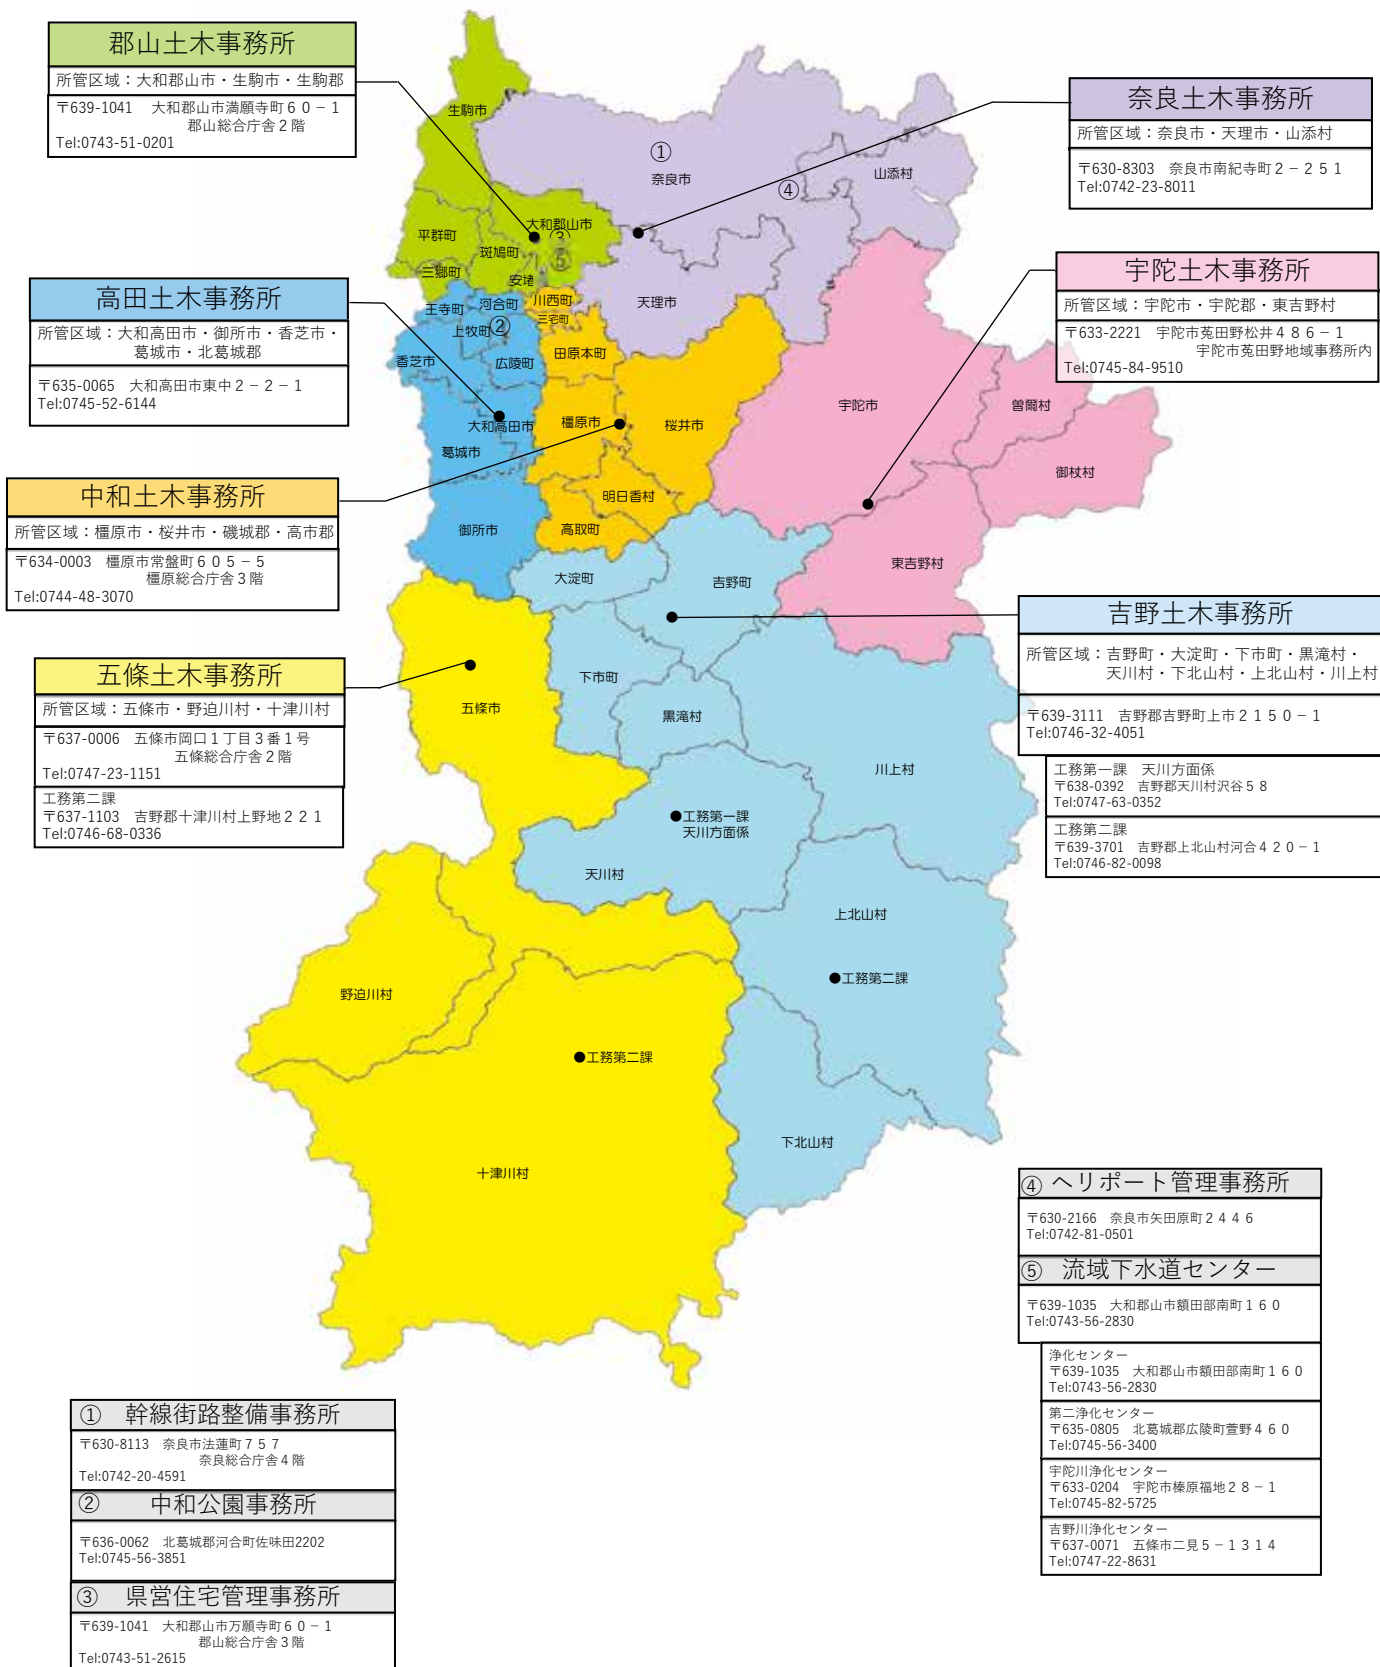 郡山土木事務所
所管区域：大和郡山市・生駒市・生駒郡
〒639-1041　大和郡山市満願寺町６０－１
郡山総合庁舎２階
Tel:0743-51-0201
奈良土木事務所
所管区域：奈良市・天理市・山添村
〒630-8303　奈良市南紀寺町２－２５１
Tel:0742-23-8011
高田土木事務所
所管区域：大和高田市・御所市・香芝市・
葛城市・北葛城郡
〒635-0065　大和高田市東中２－２－１
Tel:0745-52-6144
宇陀土木事務所
所管区域：宇陀市・宇陀郡・東吉野村
〒633-2221　宇陀市菟田野松井４８６－１
宇陀市菟田野地域事務所内
Tel:0745-84-9510
中和土木事務所
所管区域：橿原市・桜井市・磯城郡・高市郡
〒634-0003　橿原市常盤町６０５－５
橿原総合庁舎３階
Tel:0744-48-3070
吉野土木事務所
所管区域：吉野町・大淀町・下市町・黒滝村・
天川村・下北山村・上北山村・川上村
〒639-3111　吉野郡吉野町上市２１５０－１
Tel:0746-32-4051
工務第一課　天川方面係
〒638-0392　吉野郡天川村沢谷５８
Tel:0747-63-0352
工務第二課
〒639-3701　吉野郡上北山村河合４２０－１
Tel:0746-82-0098
五條土木事務所
所管区域：五條市・野迫川村・十津川村
〒637-0006　五條市岡口１丁目３番１号
五條総合庁舎２階
Tel:0747-23-1151
工務第二課
〒637-1103　吉野郡十津川村上野地２２１
Tel:0746-68-0336
生駒市
①
奈良市
④
山添村
大和郡山市
③
平群町
斑鳩町
⑤
三郷町
安堵
天理市
王寺町
河合町
川西町
三宅町
上牧町
②
香芝市
広陵町
田原本町
宇陀市
曽爾村
大和高田市
橿原市
桜井市
葛城市
御杖村
明日香村
御所市
高取町
東吉野村
大淀町
吉野町
下市町
五條市
黒滝村
川上村
工務第一課
天川方面係
天川村
上北山村
工務第二課
野迫川村
工務第二課
下北山村
十津川村
④ ヘリポート管理事務所
〒630-2166　奈良市矢田原町２４４６
Tel:0742-81-0501
⑤　流域下水道センター
〒639-1035　大和郡山市額田部南町１６０
Tel:0743-56-2830
浄化センター
〒639-1035　大和郡山市額田部南町１６０
Tel:0743-56-2830
第二浄化センター
〒635-0805　北葛城郡広陵町萱野４６０
Tel:0745-56-3400
宇陀川浄化センター
〒633-0204　宇陀市榛原福地２８－１
Tel:0745-82-5725
吉野川浄化センター
〒637-0071　五條市二見５－１３１４
Tel:0747-22-8631
①　幹線街路整備事務所
〒630-8113　奈良市法蓮町７５７
奈良総合庁舎４階
Tel:0742-20-4591
②　中和公園事務所
〒636-0062　北葛城郡河合町佐味田2202
Tel:0745-56-3851
③　県営住宅管理事務所
〒639-1041　大和郡山市万願寺町６０－１
郡山総合庁舎３階
Tel:0743-51-2615